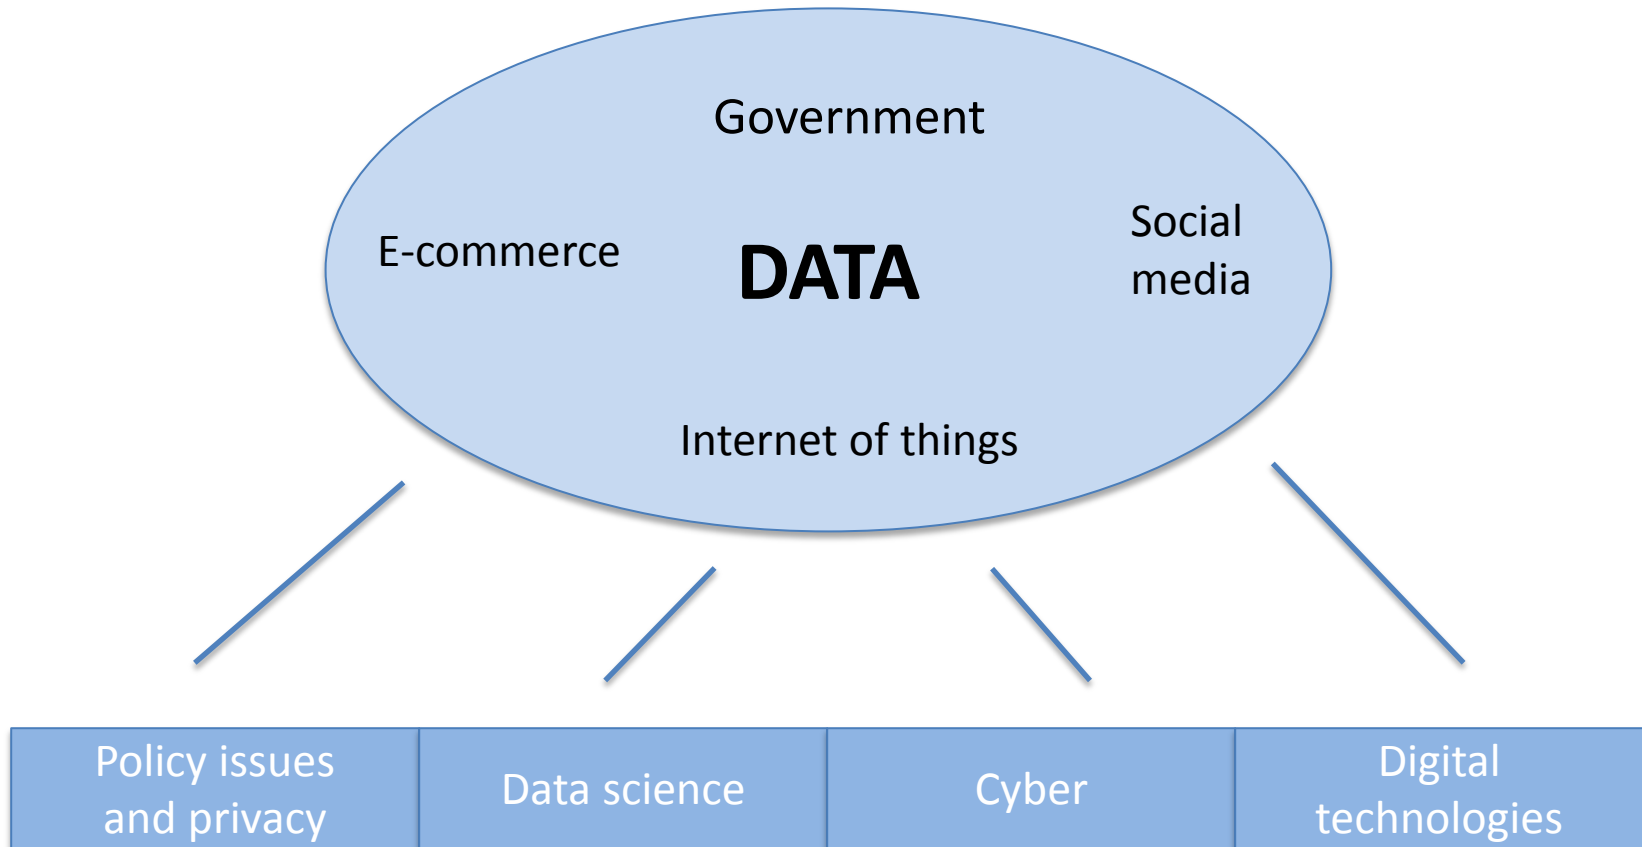 Government
E-commerce
DATA
Social
media
Internet of things
Policy issues
and privacy
Data science
Cyber
Digital
technologies